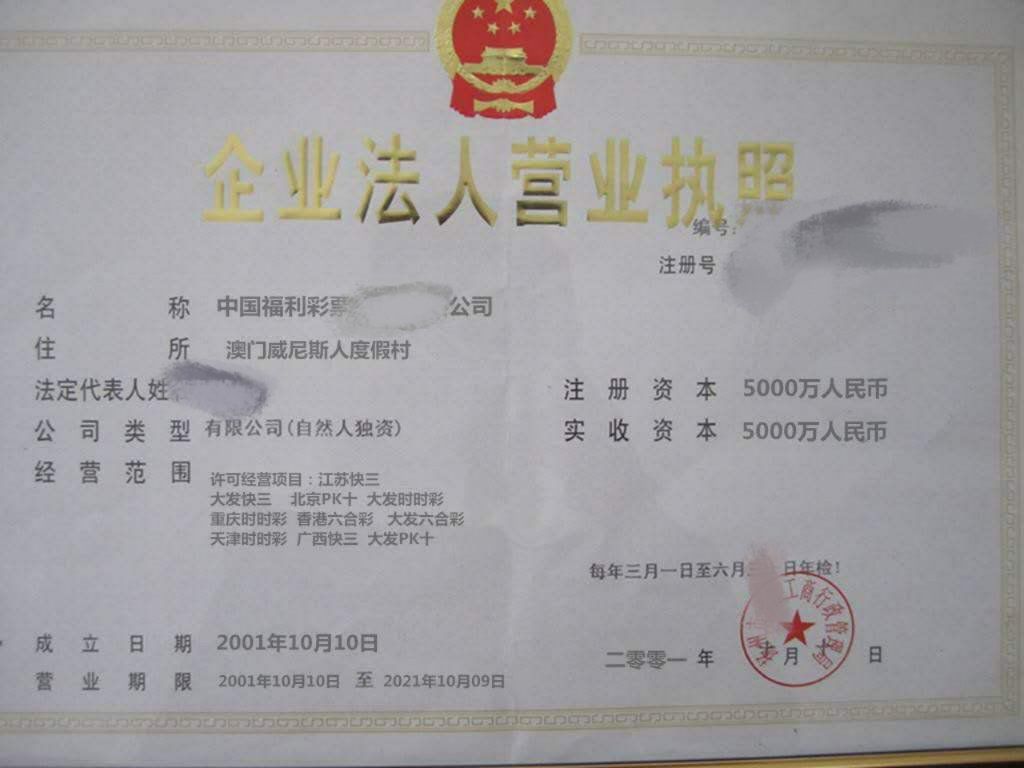 企业法人营业执照
编号:
注册号
名 称 中国福利彩票 公司
住 所 澳门威尼斯人度假村
法定代表人姓
注册资本 5000万人民币
公司类型 有限公司(自然人独资)
实收资本 5000万人民币
经营范围 许可经营项目：江苏快三
大发快三 北京PK十 大发时时彩
重庆时时彩 香港六合彩 大发六合彩
天津时时彩 广西快三 大发PK十
每年三月一日至六月 日年检!
工商行政管理局
成立日期 2001年10月10日
二零零一 年 十月 日
营业期限 2001年10月10日 至 2021年10月09日